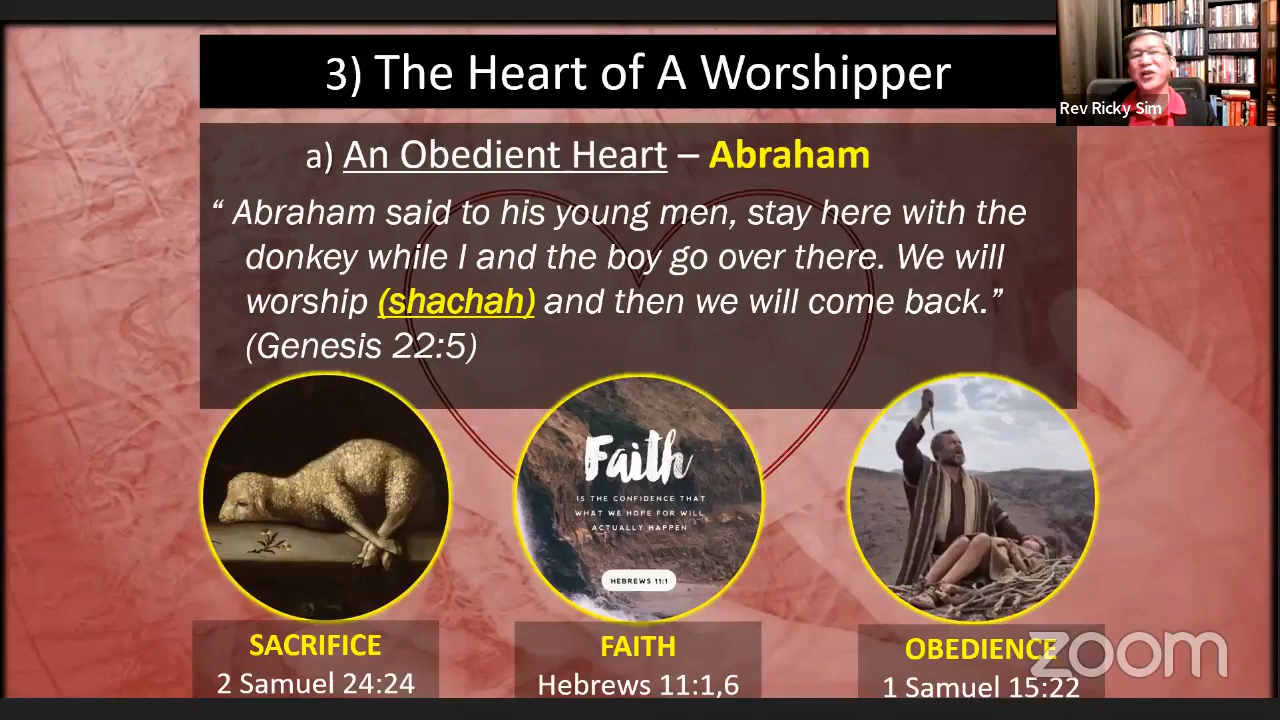 3) The Heart of A Worshipper
Rev Ricky Sim
a) An Obedient Heart – Abraham
“ Abraham said to his young men, stay here with the
donkey while I and the boy go over there. We will
worship (shachah) and then we will come back.”
(Genesis 22:5)
Faith
IS THE CONFIDENCE THAT
WHAT WE HOPE FOR WILL
ACTUALLY HAPPEN
HEBREWS 11:1
SACRIFICE
2 Samuel 24:24
FAITH
Hebrews 11:1,6
OBEDIENCE
1 Samuel 15:22
zoom